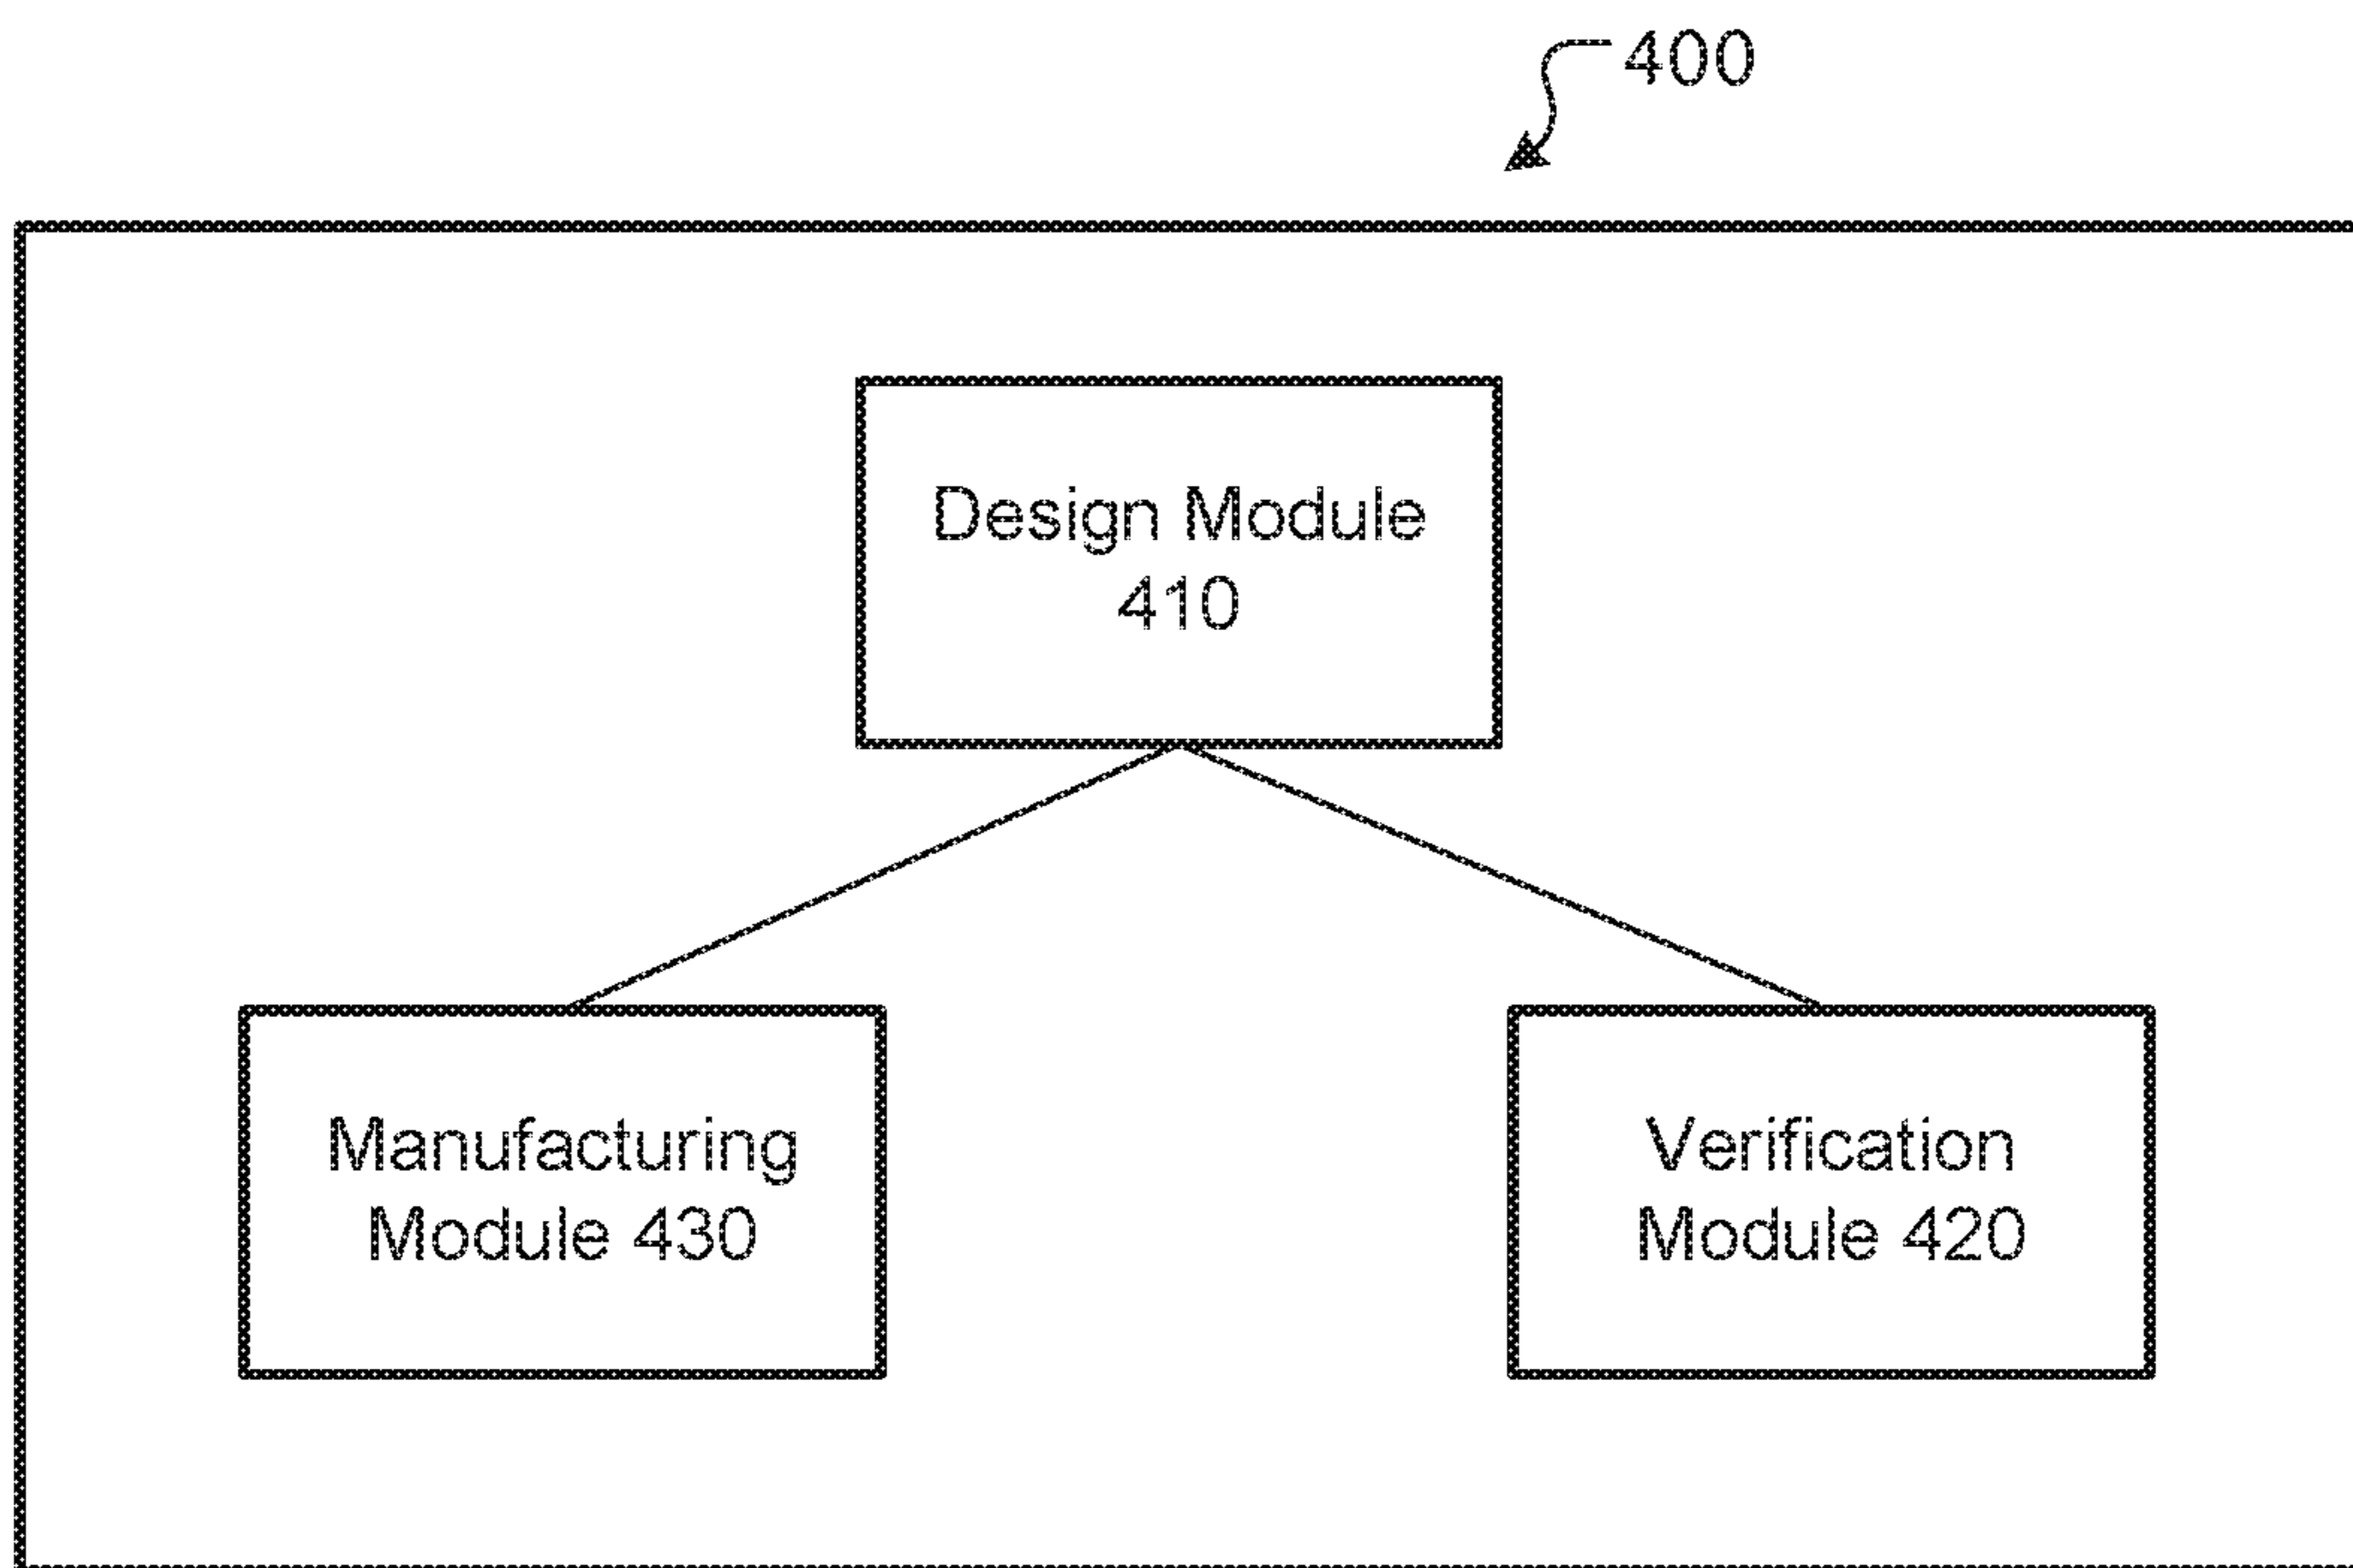 400
Design Module
410
Manufacturing
Module 430
Verification
Module 420